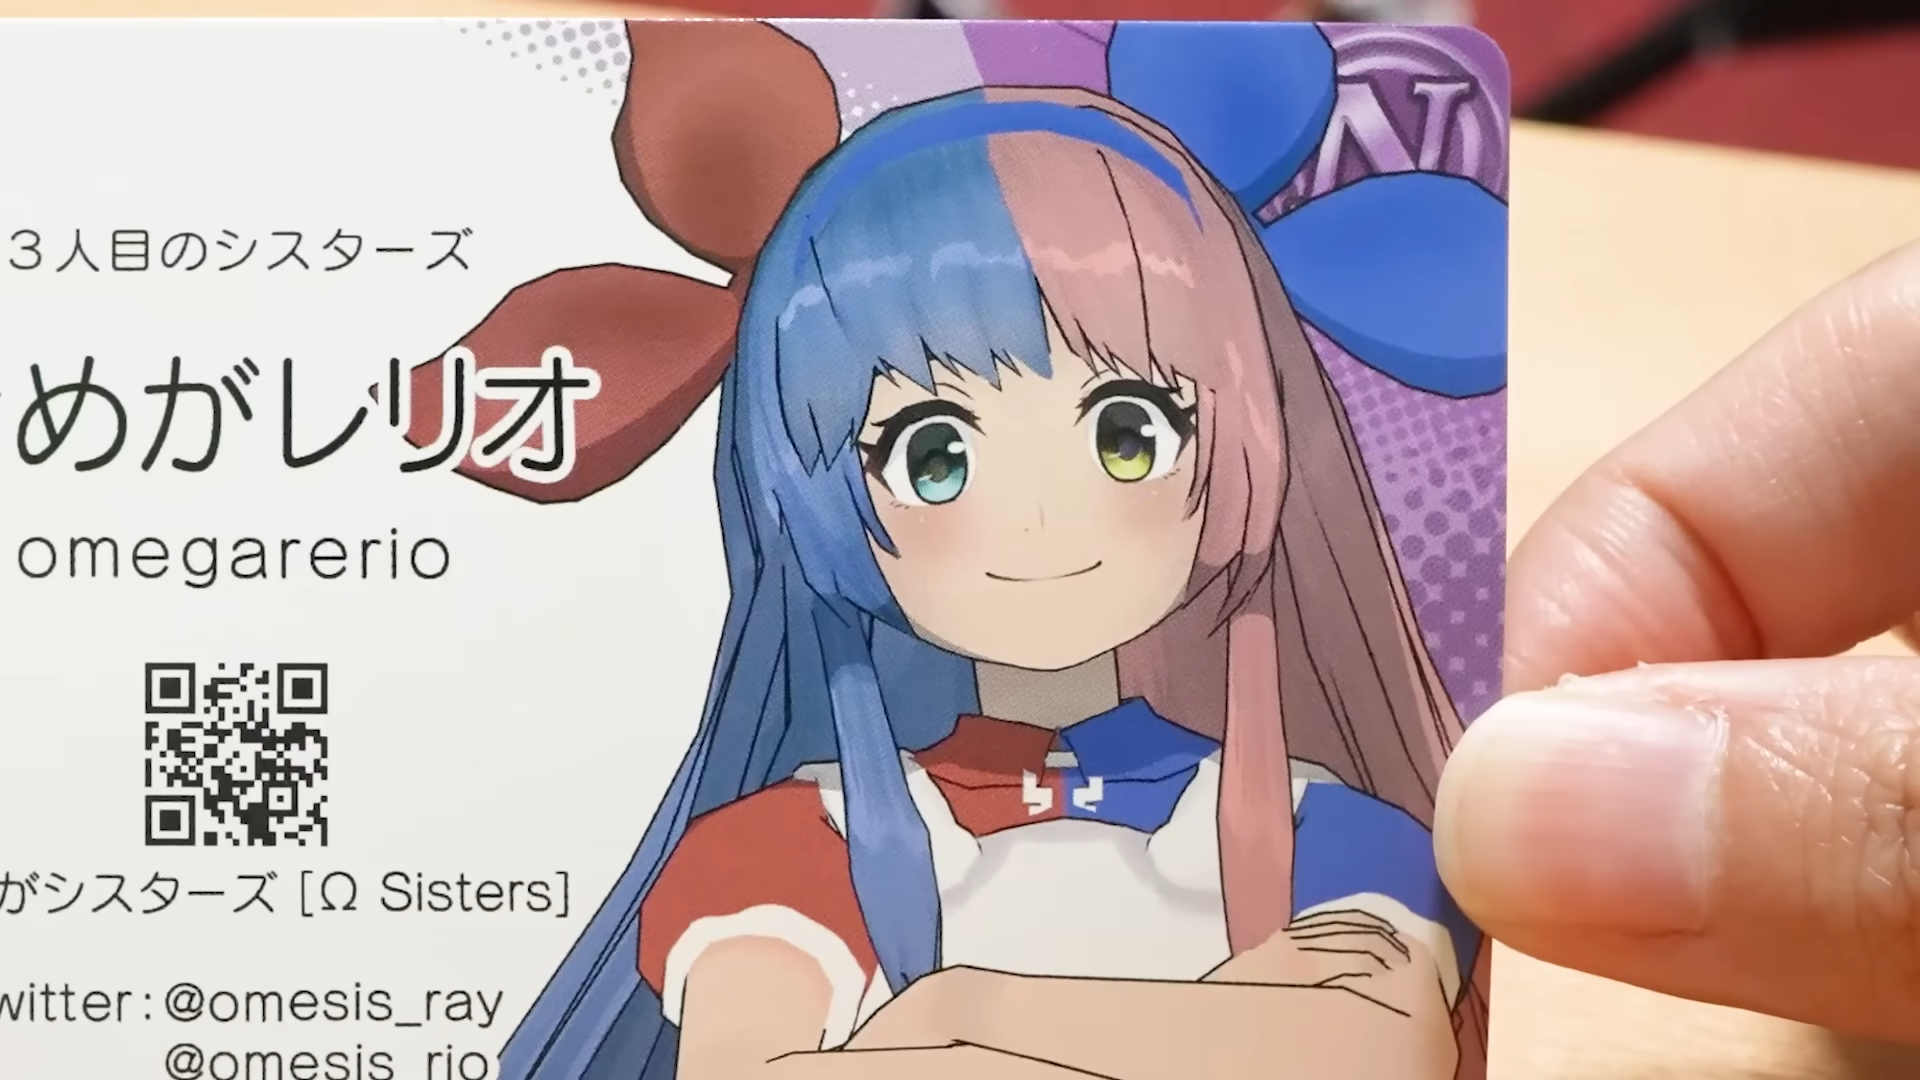 3人目のシスターズ
めがレリオ
omegarerio
がシスターズ [Ω Sisters]
witter:@omesis_ray
@omesis_rio
N